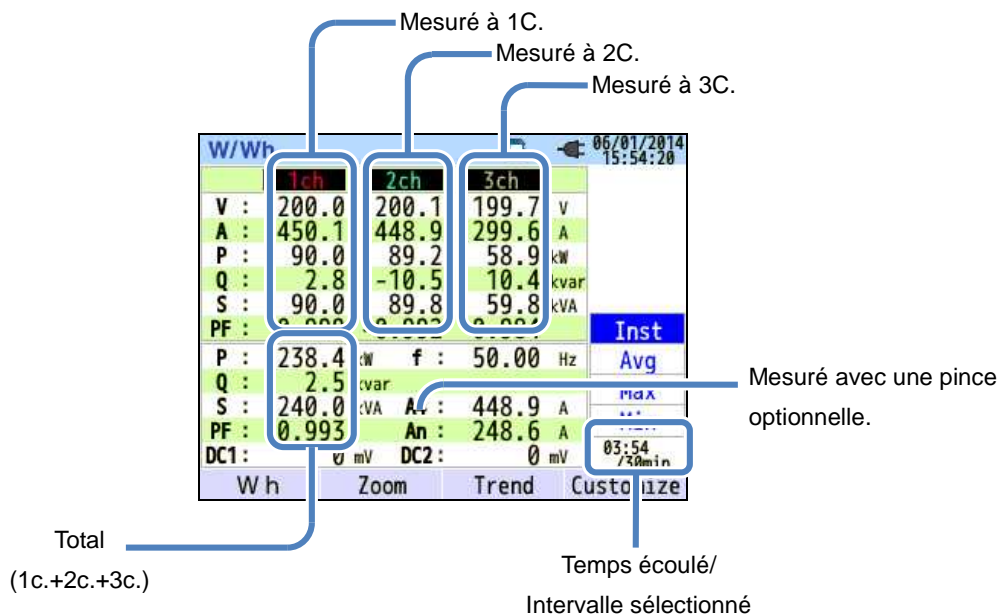 Mesuré à 1C.
Mesuré à 2C.
Mesuré à 3C.
W/Wh
06/01/2014
15:54:20
1ch 2ch 3ch
V : 200.0 200.1 199.7 V
A : 450.1 448.9 299.6 A
P : 90.0 89.2 58.9 kW
Q : 2.8 -10.5 10.4 kvar
S : 90.0 89.8 59.8 kVA
PF :
Inst
P : 238.4 kW f : 50.00 Hz
Avg
Q : 2.5 kvar
Max
S : 240.0 kVA A4 : 448.9 A
PF : 0.993 An : 248.6 A
DC1 : 0 mV DC2 : 0 mV
03:54
/30min
Wh Zoom Trend Customize
Mesuré avec une pince
optionnelle.
Total
(1c.+2c.+3c.)
Temps écoulé/
Intervalle sélectionné